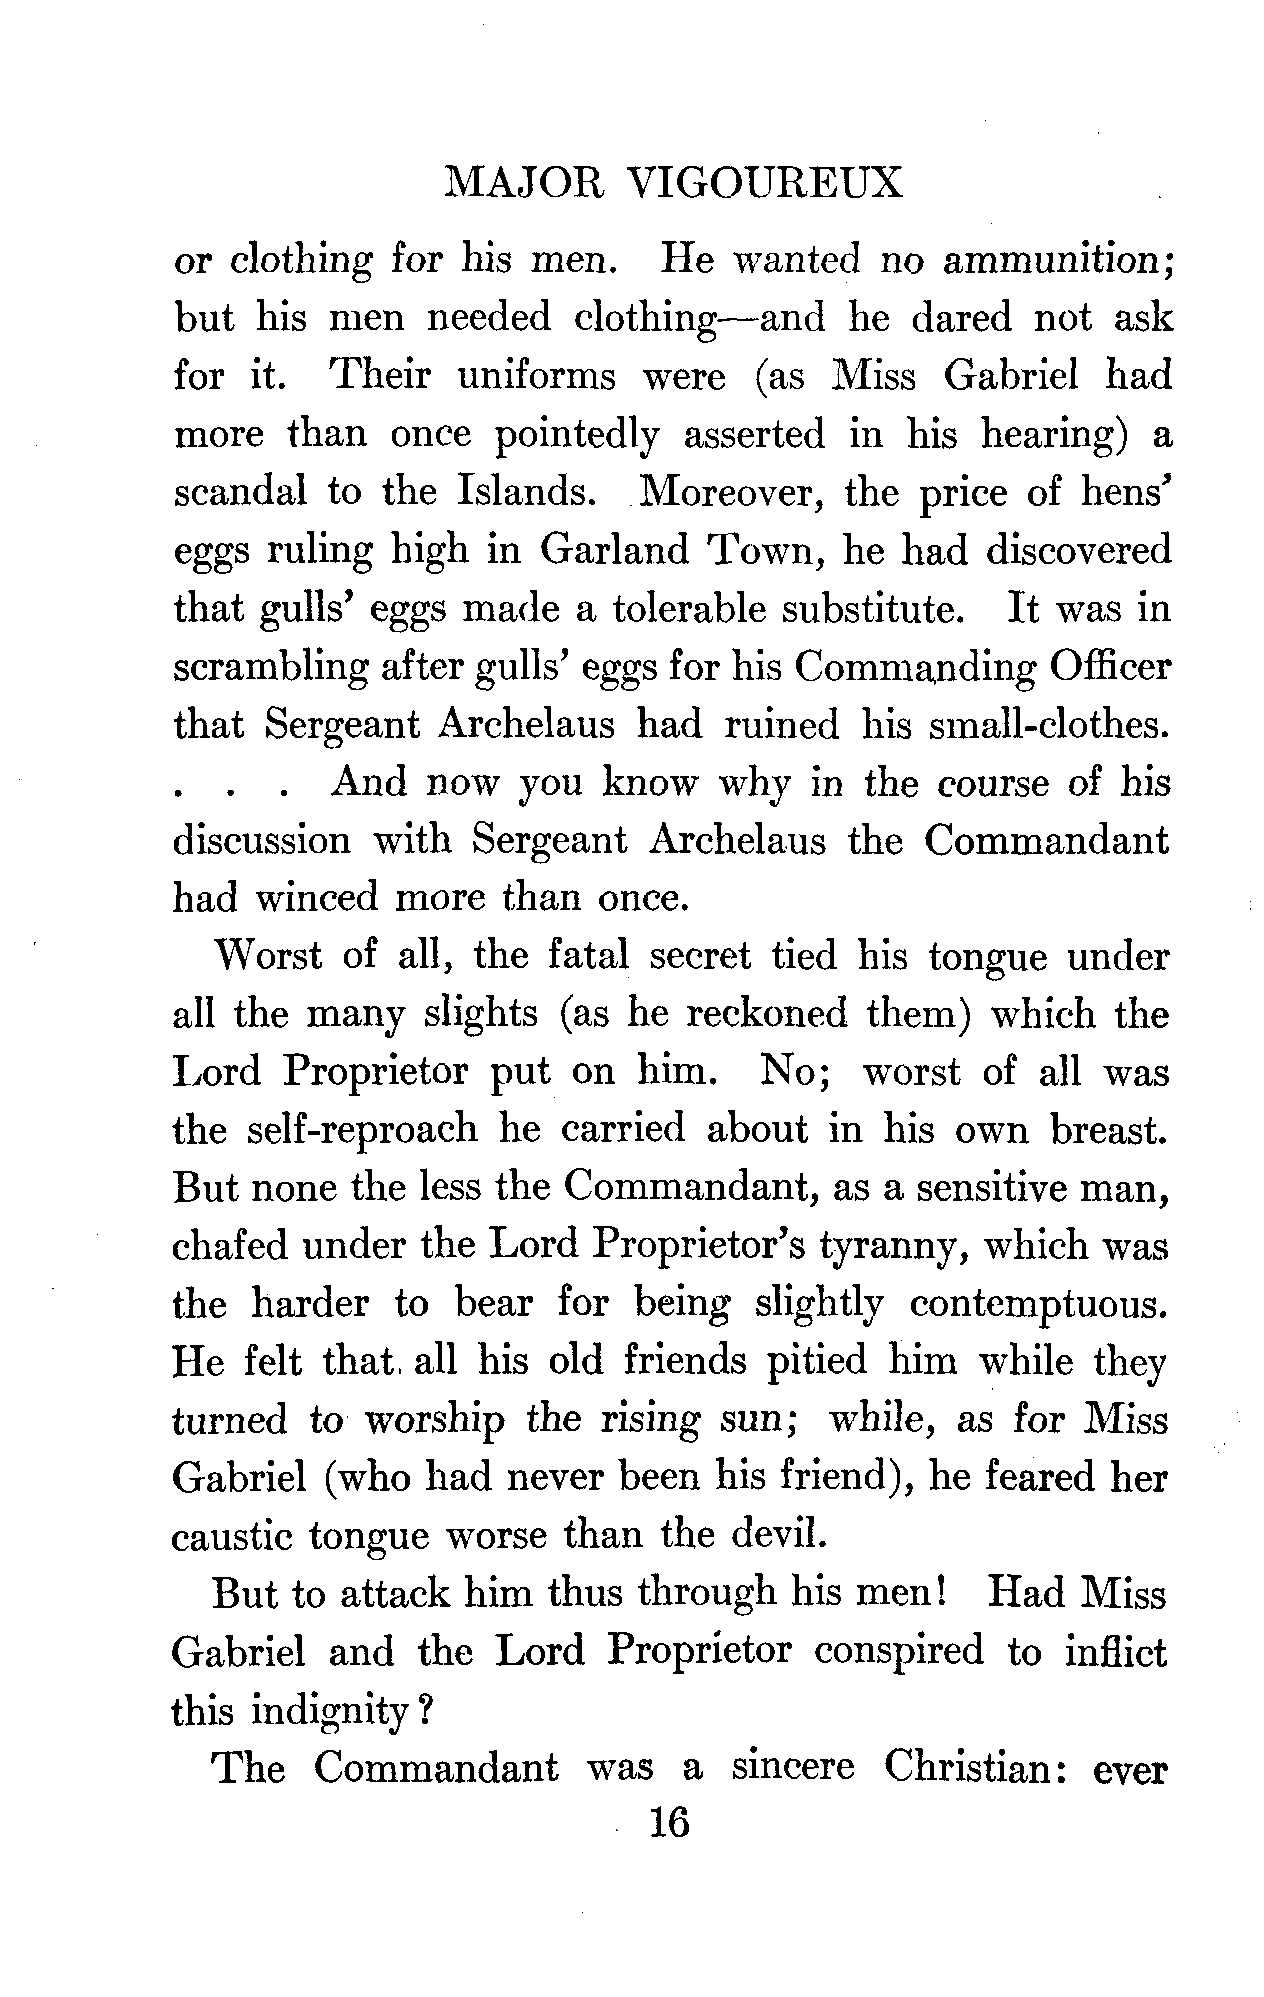 MAJOR VIGOUREUX
or clothing for his men. He wanted no ammunition;
but his men needed clothing—and he dared not ask
for it. Their uniforms were (as Miss Gabriel had
more than once pointedly asserted in his hearing) a
scandal to the Islands. Moreover, the price of hens'
eggs ruling high in Garland Town, he had discovered
that gulls' eggs made a tolerable substitute. It was in
scrambling after gulls' eggs for his Commanding Officer
that Sergeant Archelaus had ruined his small-clothes.
. . . And now you know why in the course of his
discussion with Sergeant Archelaus the Commandant
had winced more than once.
Worst of all, the fatal secret tied his tongue under
all the many slights (as he reckoned them) which the
Lord Proprietor put on him. No; worst of all was
the self-reproach he carried about in his own breast.
But none the less the Commandant, as a sensitive man,
chafed under the Lord Proprietor's tyranny, which was
the harder to bear for being slightly contemptuous.
He felt that all his old friends pitied him while they
turned to worship the rising sun; while, as for Miss
Gabriel (who had never been his friend), he feared her
caustic tongue worse than the devil.
But to attack him thus through his men! Had Miss
Gabriel and the Lord Proprietor conspired to inflict
this indignity?
The Commandant was a sincere Christian: ever
16